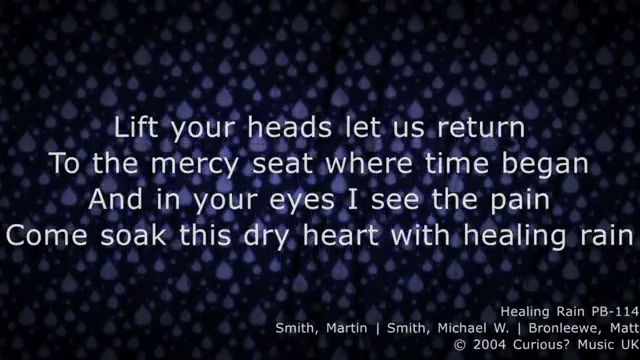 Lift your heads let us return
To the mercy seat where time began
And in your eyes I see the pain
Come soak this dry heart with healing rain
Healing Rain PB-114
Smith, Martin | Smith, Michael W. | Bronleewe, Matt
© 2004 Curious? Music UK